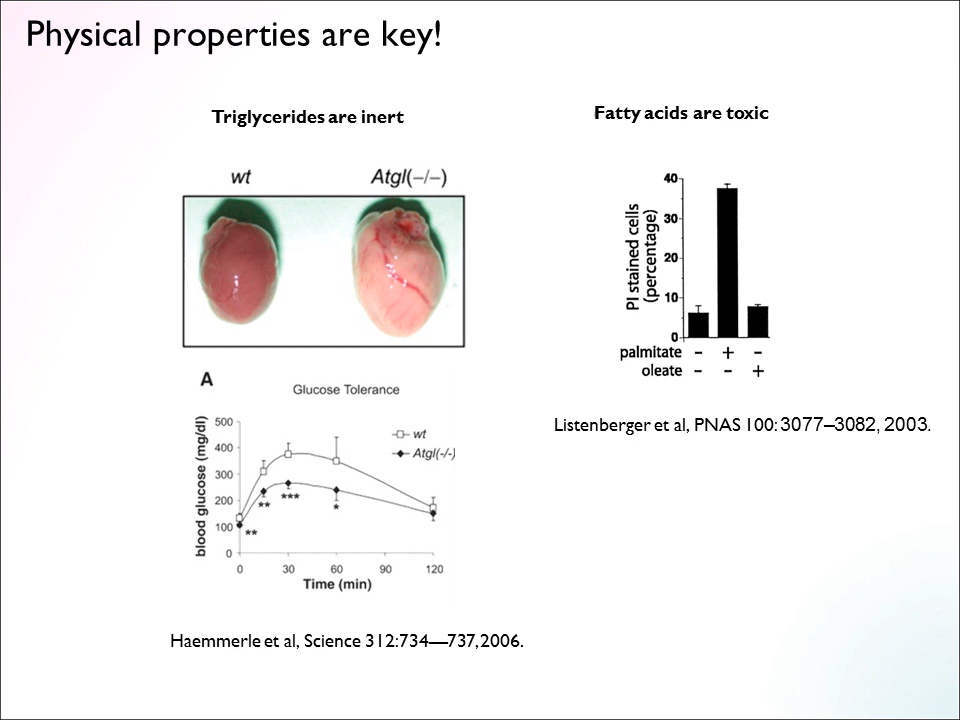 Physical properties are key!
Triglycerides are inert
wt Atgl(−/−)
A
Glucose Tolerance
blood glucose (mg/dl)
500
400
300
200
100
0
wt
Atgl(-/-)
**
**
***
*
0 30 60 90 120
Time (min)
Haemmerle et al, Science 312:734—737,2006.
Fatty acids are toxic
PI stained cells
(percentage)
40
30
20
10
0
palmitate - + -
oleate - - +
Listenberger et al, PNAS 100:3077–3082, 2003.